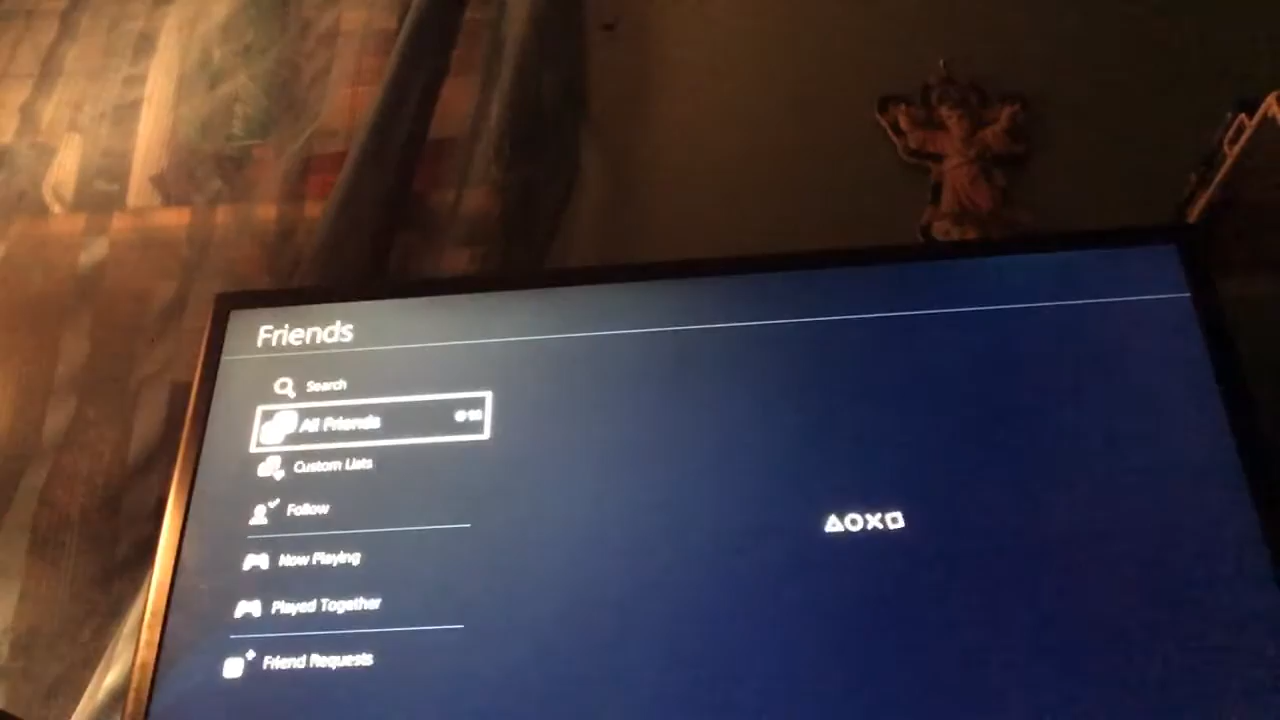 Friends
Search
All Friends
Custom Lists
Follow
Now Playing
Played Together
Friend Requests